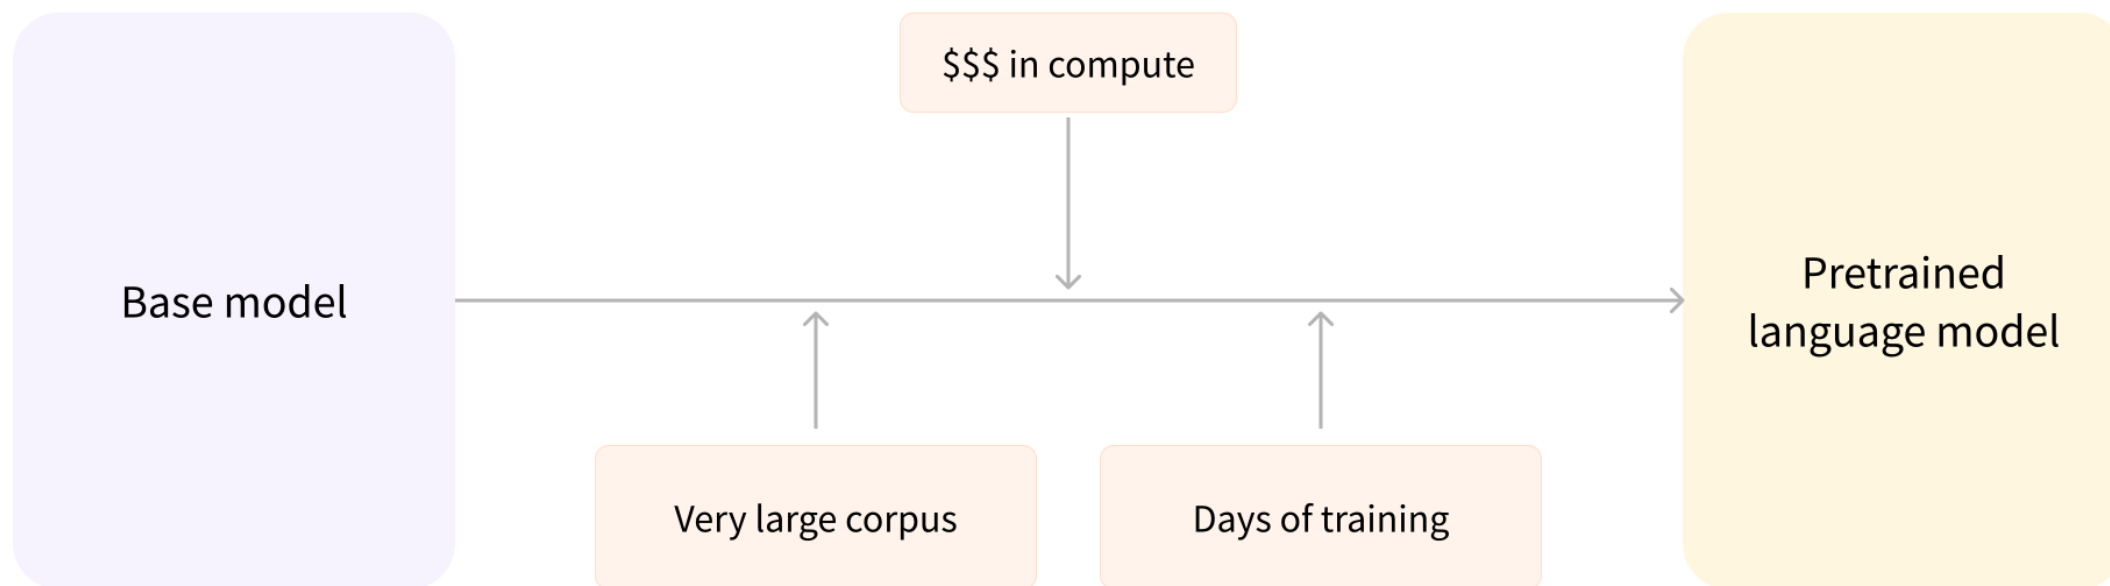 $$$ in compute
Base model
Pretrained
language model
Very large corpus
Days of training